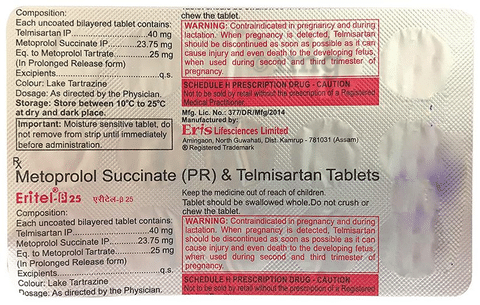 Composition:
Each uncoated bilayered tablet contains:
Telmisartan IP.....................40 mg
Metoprolol Succinate IP.......23.75 mg
Eq. to Metoprolol Tartrate..........25 mg
(In Prolonged Release form)
Excipients................................q.s.
Colour: Lake Tartrazine
Dosage: As directed by the Physician.
Storage: Store between 10°C to 25°C
at dry and dark place.
Important: Moisture sensitive tablet, do
not remove from strip until immediately
before administration.
chew the tablet.
WARNING: Contraindicated in pregnancy and during
lactation. When pregnancy is detected, Telmisartan
should be discontinued as soon as possible as it can
cause injury and even death to the developing fetus,
when used during second and third trimester of
pregnancy.
SCHEDULE H PRESCRIPTION DRUG - CAUTION
Not to be sold by retail without the prescription of a Registered
Medical Practitioner.
Mfg. Lic. No.: 377/DR/Mfg/2014
Manufactured by:
Eris Lifesciences Limited
Amingaon, North Guwahati, Dist. Kamrup - 781031 (Assam)
® Registered Trademark
Rx
Metoprolol Succinate (PR) & Telmisartan Tablets
Eritel®-β 25 एरीटेल-β 25
Composition:
Each uncoated bilayered tablet contains:
Telmisartan IP.....................40 mg
Metoprolol Succinate IP.......23.75 mg
Eq. to Metoprolol Tartrate..........25 mg
(In Prolonged Release form)
Excipients................................q.s.
Colour: Lake Tartrazine
Dosage: As directed by the Physician.
Keep the medicine out of reach of children.
Tablet should be swallowed whole.Do not crush or
chew the tablet.
WARNING: Contraindicated in pregnancy and during
lactation. When pregnancy is detected, Telmisartan
should be discontinued as soon as possible as it can
cause injury and even death to the developing fetus,
when used during second and third trimester of
pregnancy.
SCHEDULE H PRESCRIPTION DRUG - CAUTION
Not to be sold by retail without the prescription of a Registered